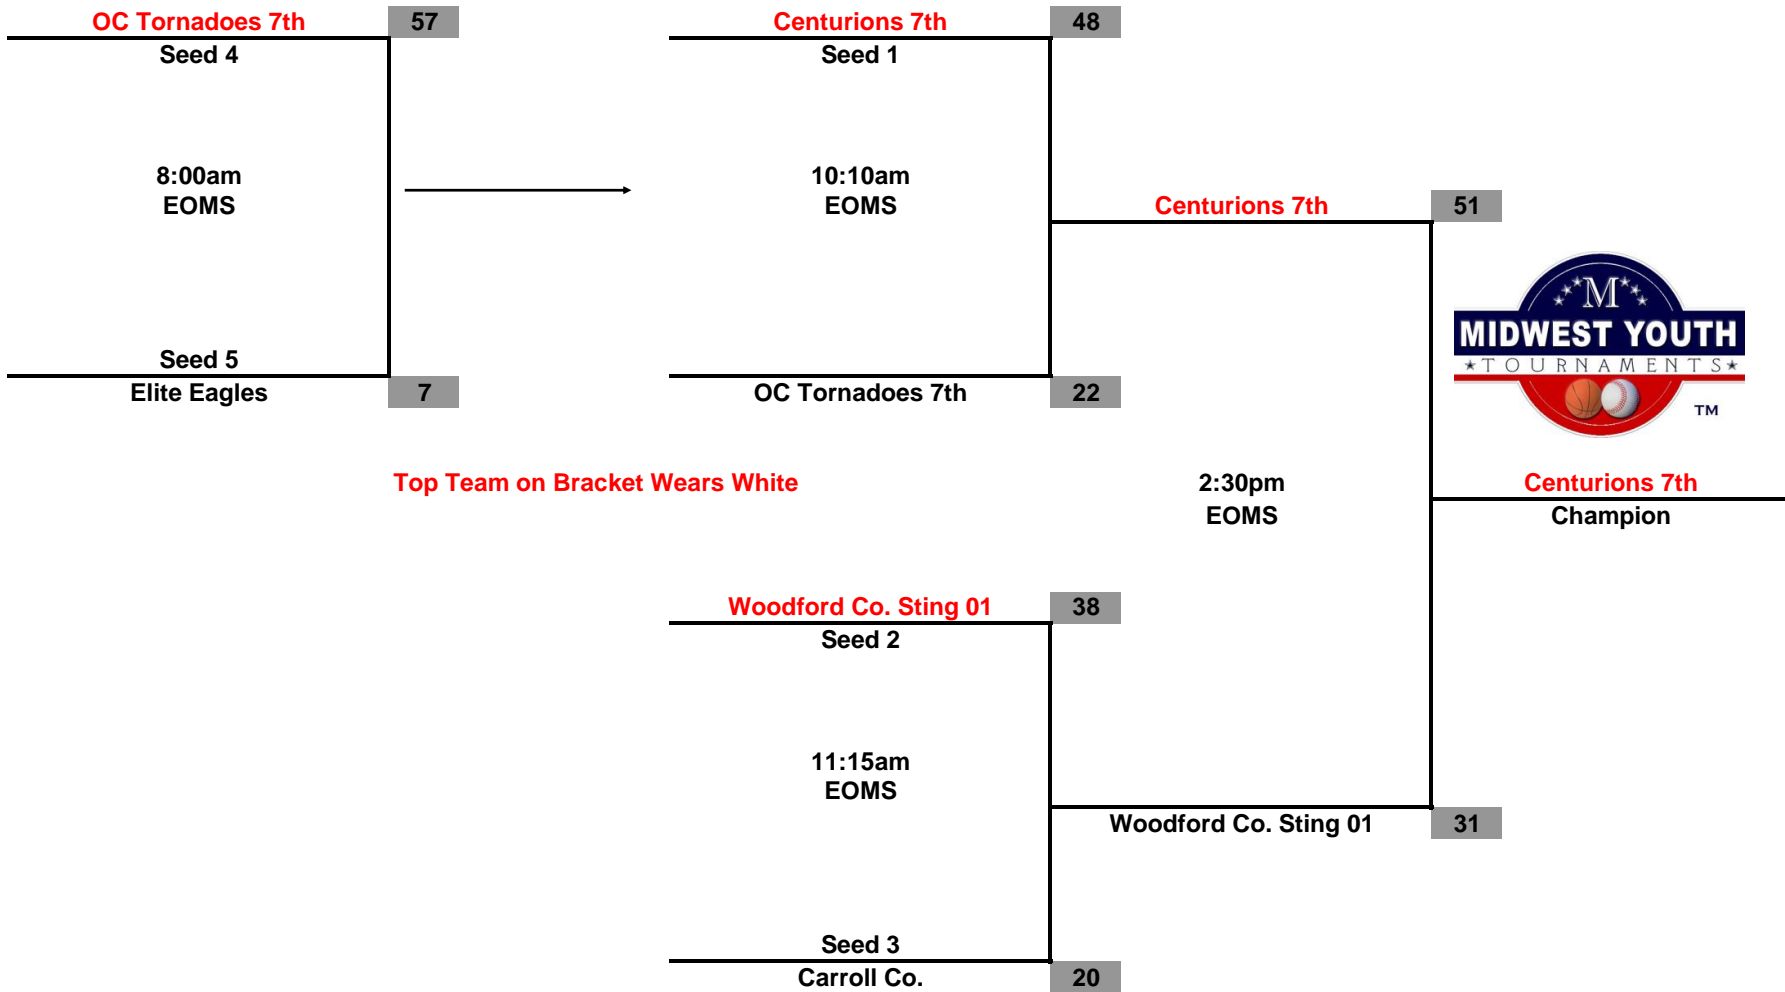 OC Tornadoes 7th 57
Seed 4
8:00am
EOMS
Seed 5
Elite Eagles 7
Centurions 7th 48
Seed 1
10:10am
EOMS
OC Tornadoes 7th 22
Centurions 7th 51
M
MIDWEST YOUTH
TOURNAMENTS
TM
Top Team on Bracket Wears White
2:30pm
EOMS
Centurions 7th
Champion
Woodford Co. Sting 01 38
Seed 2
11:15am
EOMS
Woodford Co. Sting 01 31
Seed 3
Carroll Co. 20